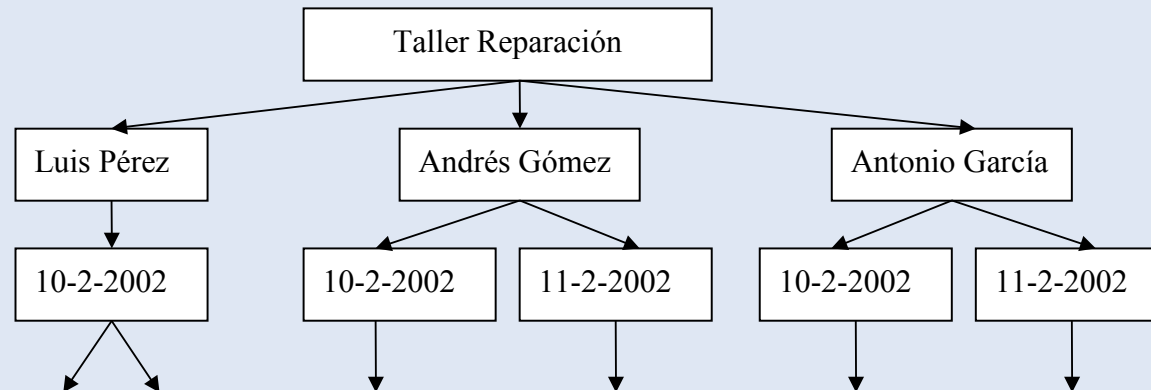 Taller Reparación
Luis Pérez
Andrés Gómez
Antonio García
10-2-2002
10-2-2002
11-2-2002
10-2-2002
11-2-2002